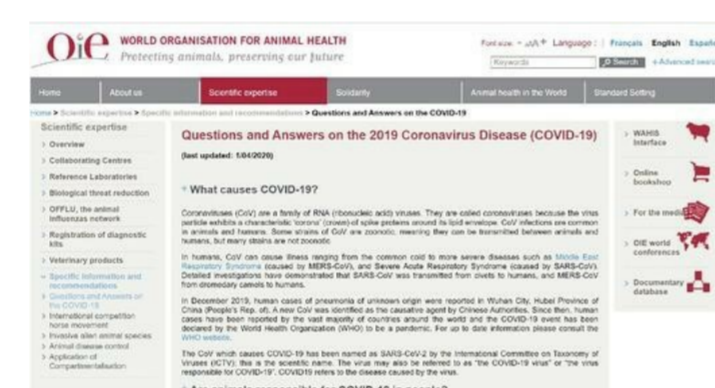 OiE WORLD ORGANISATION FOR ANIMAL HEALTH
Protecting animals, preserving our future
Font size: - + Language : | Français English Españ
Keywords Search +Advanced sear
Home About us Scientific expertise Solidarity Animal health in the World Standard Setting
Home > Scientific expertise > Specific information and recommendations > Questions and Answers on the COVID-19
Scientific expertise
> Overview
> Collaborating Centres
> Reference Laboratories
> Biological threat reduction
> OFFLU, the animal
influenzas network
> Registration of diagnostic
kits
> Veterinary products
Specific information and
recommendations
> Questions and Answers on
the COVID-19
> International competition
horse movement
> Invasive alien animal species
> Animal disease control
> Application of
Compartmentalisation
Questions and Answers on the 2019 Coronavirus Disease (COVID-19)
(last updated: 1/04/2020)
What causes COVID-19?
Coronaviruses (CoV) are a family of RNA (ribonucleic acid) viruses. They are called coronaviruses because the virus
particle exhibits a characteristic 'corona' (crown) of spike proteins around its lipid envelope. CoV infections are common
in animals and humans. Some strains of CoV are zoonotic, meaning they can be transmitted between animals and
humans, but many strains are not zoonotic.
In humans, CoV can cause illness ranging from the common cold to more severe diseases such as Middle East
Respiratory Syndrome (caused by MERS-CoV), and Severe Acute Respiratory Syndrome (caused by SARS-CoV).
Detailed investigations have demonstrated that SARS-CoV was transmitted from civets to humans, and MERS-CoV
from dromedary camels to humans.
In December 2019, human cases of pneumonia of unknown origin were reported in Wuhan City, Hubei Province of
China (People's Rep. of). A new CoV was identified as the causative agent by Chinese Authorities. Since then, human
cases have been reported by the vast majority of countries around the world and the COVID-19 event has been
declared by the World Health Organization (WHO) to be a pandemic. For up to date information please consult the
WHO website.
The CoV which causes COVID-19 has been named as SARS-CoV-2 by the International Committee on Taxonomy of
Viruses (ICTV); this is the scientific name. The virus may also be referred to as "the COVID-19 virus" or "the virus
responsible for COVID-19". COVID19 refers to the disease caused by the virus.
Are animals responsible for COVID-19 in people?
> WAHIS
Interface
> Online
bookshop
> For the media
> OIE world
conferences
> Documentary
database